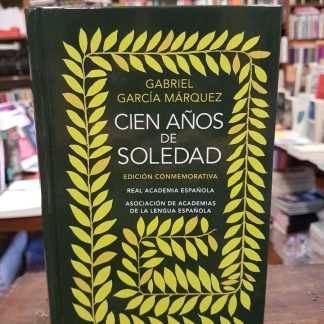 GABRIEL
GARCÍA MÁRQUEZ
CIEN AÑOS
DE
SOLEDAD
EDICIÓN CONMEMORATIVA
REAL ACADEMIA ESPAÑOLA
ASOCIACIÓN DE ACADEMIAS
DE LA LENGUA ESPAÑOLA